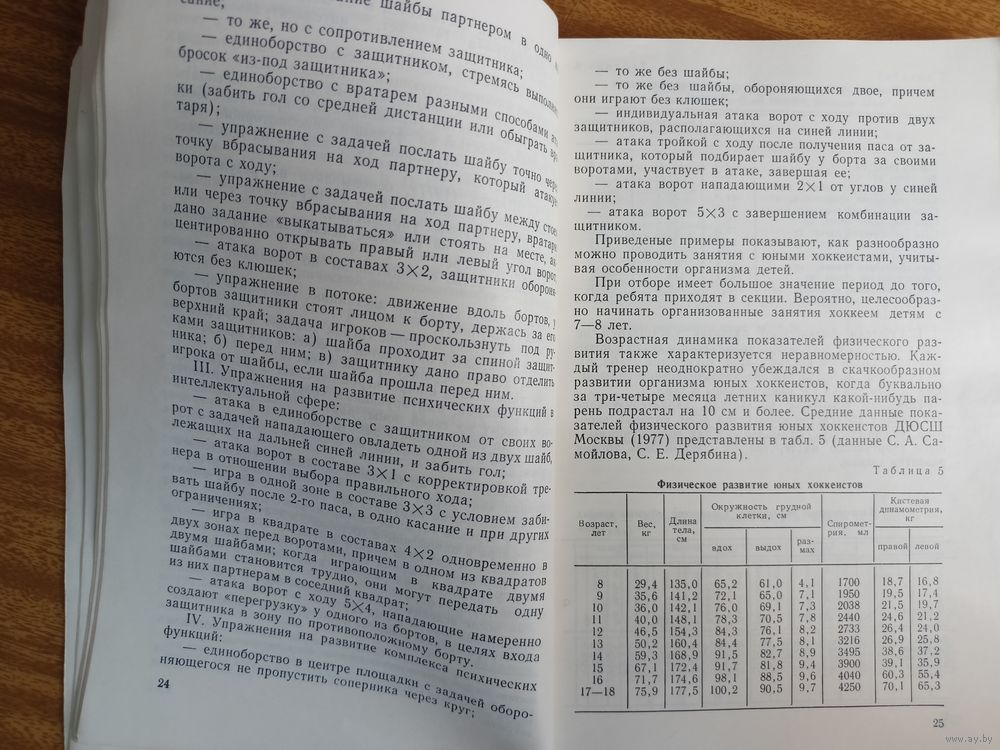 сание;
шайбы партнером в одно
— то же, но с сопротивлением защитника;
— единоборство с защитником, стремясь выполнить
бросок «из-под защитника»;
— единоборство с вратарем разными способами
ки (забить гол со средней дистанции или обыграть
таря);
— упражнение с задачей послать шайбу точно через
точку вбрасывания на ход партнеру, который атакует
ворота с ходу;
— упражнение с задачей послать шайбу между
или через точку вбрасывания на ход партнеру, вратарю
дано задание «выкатываться» или стоять на месте,
центированно открывать правый или левый угол ворот;
— атака ворот в составах 3×2, защитники обороня-
ются без клюшек;
— упражнение в потоке: движение вдоль бортов, у
бортов защитники стоят лицом к борту, держась за его
верхний край; задача игроков — проскользнуть под ру-
ками защитников: а) шайба проходит за спиной защит-
ника; б) перед ним; в) защитнику дано право отделить
игрока от шайбы, если шайба прошла перед ним.
III. Упражнения на развитие психических функций в
интеллектуальной сфере:
— атака в единоборстве с защитником от своих во-
рот с задачей нападающего овладеть одной из двух шайб,
лежащих на дальней синей линии, и забить гол;
— атака ворот в составе 3×1 с корректировкой тре-
нера в отношении выбора правильного хода;
— игра в одной зоне в составе 3×3 с условием заби-
вать шайбу после 2-го паса, в одно касание и при других
ограничениях;
— игра в квадрате в составах 4×2 одновременно в
двух зонах перед воротами, причем в одном из квадратов
двумя шайбами; когда играющим в квадрате двумя
шайбами становится трудно, они могут передать одну
из них партнерам в соседний квадрат;
— атака ворот с ходу 5×4, нападающие намеренно
создают «перегрузку» у одного из бортов, в целях входа
защитника в зону по противоположному борту.
IV. Упражнения на развитие комплекса психических
функций:
— единоборство в центре площадки с задачей оборо-
няющегося не пропустить соперника через круг;
24
— то же без шайбы;
— то же без шайбы, обороняющихся двое, причем
они играют без клюшек;
— индивидуальная атака ворот с ходу против двух
защитников, располагающихся на синей линии;
— атака тройкой с ходу после получения паса от за-
щитника, который подбирает шайбу у борта за своими
воротами, участвует в атаке, завершая ее;
— атака ворот нападающими 2×1 от углов у синей
линии;
— атака ворот 5×3 с завершением комбинации за-
щитником.
Приведеные примеры показывают, как разнообразно
можно проводить занятия с юными хоккеистами, учиты-
вая особенности организма детей.
При отборе имеет большое значение период до того,
когда ребята приходят в секции. Вероятно, целесообраз-
но начинать организованные занятия хоккеем детям с
7—8 лет.
Возрастная динамика показателей физического раз-
вития также характеризуется неравномерностью. Каж-
дый тренер неоднократно убеждался в скачкообразном
развитии организма юных хоккеистов, когда буквально
за три-четыре месяца летних каникул какой-нибудь па-
рень подрастал на 10 см и более. Средние данные пока-
зателей физического развития юных хоккеистов ДЮСШ
Москвы (1977) представлены в табл. 5 (данные С. А. Са-
мойлова, С. Е. Дерябина).
Таблица 5
Физическое развитие юных хоккеистов
Возраст, лет Вес, кг Длина тела, см Окружность грудной клетки, см Спиромет-рия, мл Кистевая динамометрия, кг
вдох выдох раз-мах правой левой
8 29,4 135,0 65,2 61,0 4,1 1700 18,7 16,8
9 35,6 141,2 72,1 65,0 7,1 1950 19,5 17,4
10 36,0 142,1 76,0 69,1 7,3 2038 21,5 19,7
11 40,0 148,1 78,3 70,5 7,8 2440 24,6 21,2
12 46,5 154,3 84,3 76,1 8,2 2733 26,4 24,0
13 50,2 160,4 84,4 77,5 8,1 3216 26,9 25,8
14 59,3 168,9 91,5 82,7 8,9 3495 38,6 37,2
15 67,1 172,4 91,7 81,8 9,4 3900 39,1 35,9
16 71,7 174,6 98,1 88,5 9,6 4040 60,3 55,4
17—18 75,9 177,5 100,2 90,5 9,7 4250 70,1 65,3
25
www.ay.by